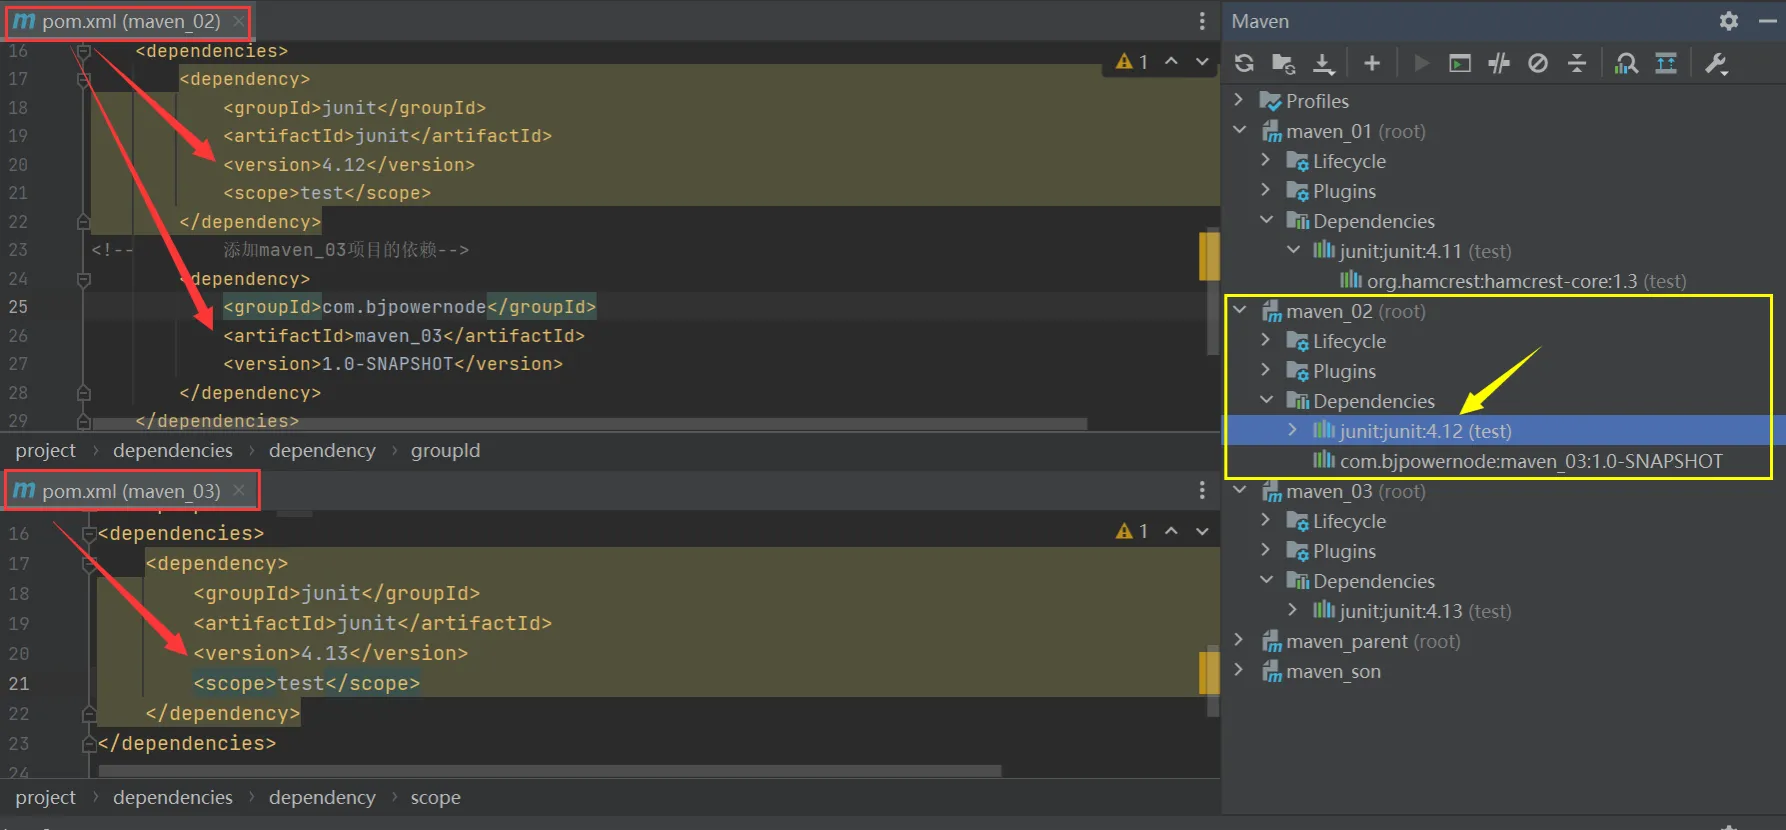 pom.xml (maven_02)
16 <dependencies>
17 <dependency>
18 <groupId>junit</groupId>
19 <artifactId>junit</artifactId>
20 <version>4.12</version>
21 <scope>test</scope>
22 </dependency>
23 <!-- 添加maven_03项目的依赖-->
24 <dependency>
25 <groupId>com.bjpowernode</groupId>
26 <artifactId>maven_03</artifactId>
27 <version>1.0-SNAPSHOT</version>
28 </dependency>
29 </dependencies>
1
project › dependencies › dependency › groupId
pom.xml (maven_03)
16 <dependencies>
17 <dependency>
18 <groupId>junit</groupId>
19 <artifactId>junit</artifactId>
20 <version>4.13</version>
21 <scope>test</scope>
22 </dependency>
23 </dependencies>
24
1
project › dependencies › dependency › scope
Maven
Profiles
maven_01 (root)
Lifecycle
Plugins
Dependencies
junit:junit:4.11 (test)
org.hamcrest:hamcrest-core:1.3 (test)
maven_02 (root)
Lifecycle
Plugins
Dependencies
junit:junit:4.12 (test)
com.bjpowernode:maven_03:1.0-SNAPSHOT
maven_03 (root)
Lifecycle
Plugins
Dependencies
junit:junit:4.13 (test)
maven_parent (root)
maven_son